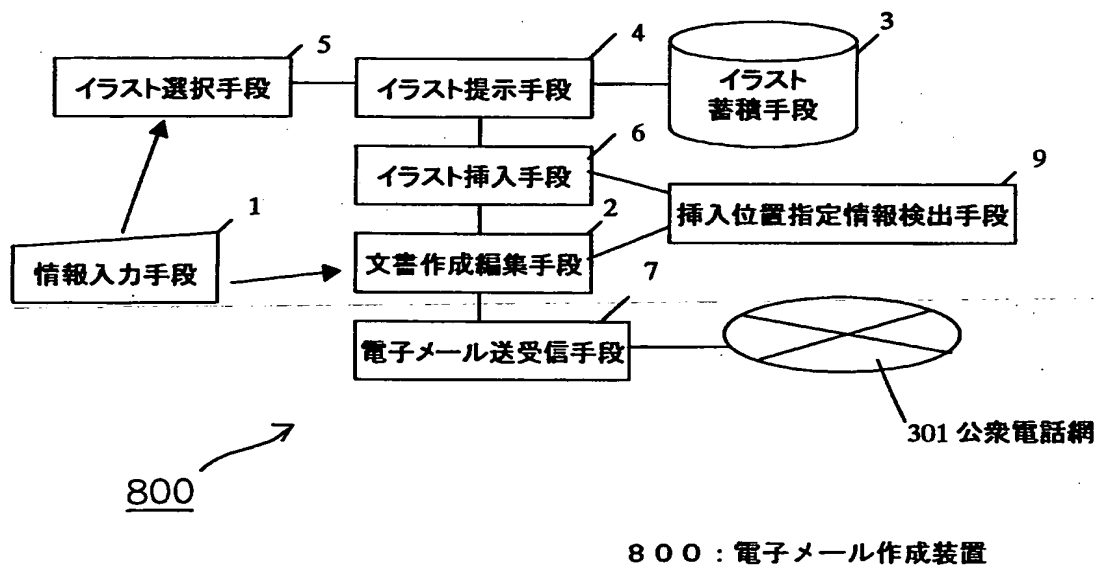 5
イラスト選択手段
4
イラスト提示手段
3
イラスト
蓄積手段
6
イラスト挿入手段
9
挿入位置指定情報検出手段
1
情報入力手段
2
文書作成編集手段
7
電子メール送受信手段
301 公衆電話網
800
800:電子メール作成装置